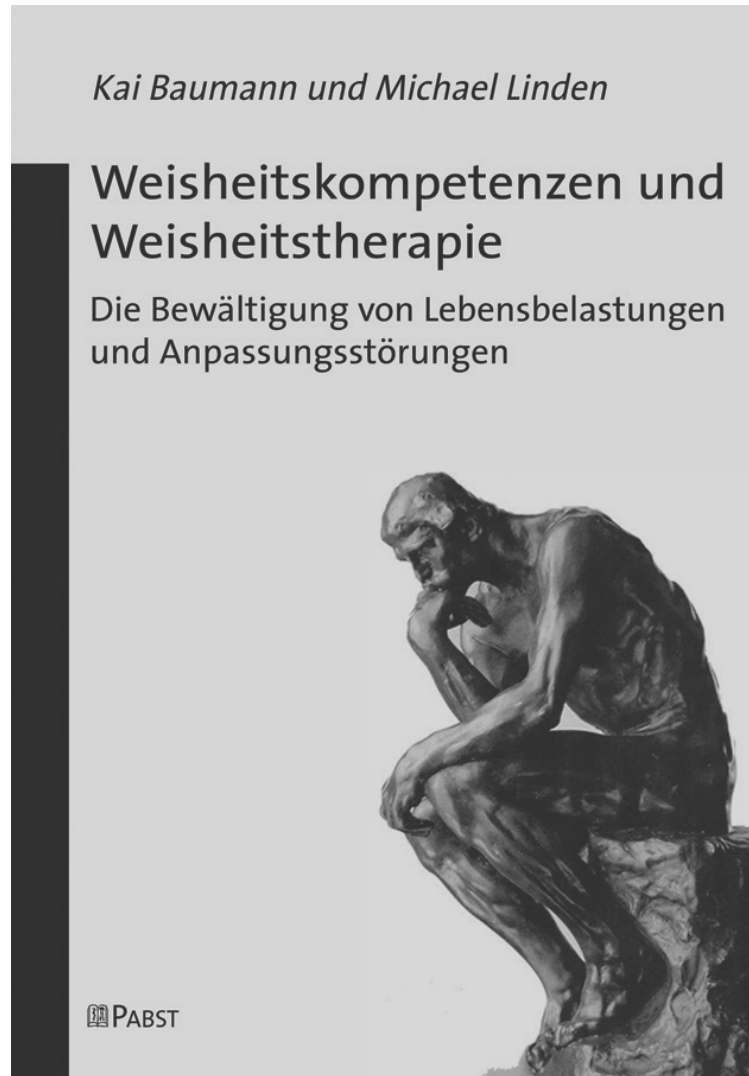 Kai Baumann und Michael Linden
Weisheitskompetenzen und
Weisheitstherapie
Die Bewältigung von Lebensbelastungen
und Anpassungsstörungen
PABST